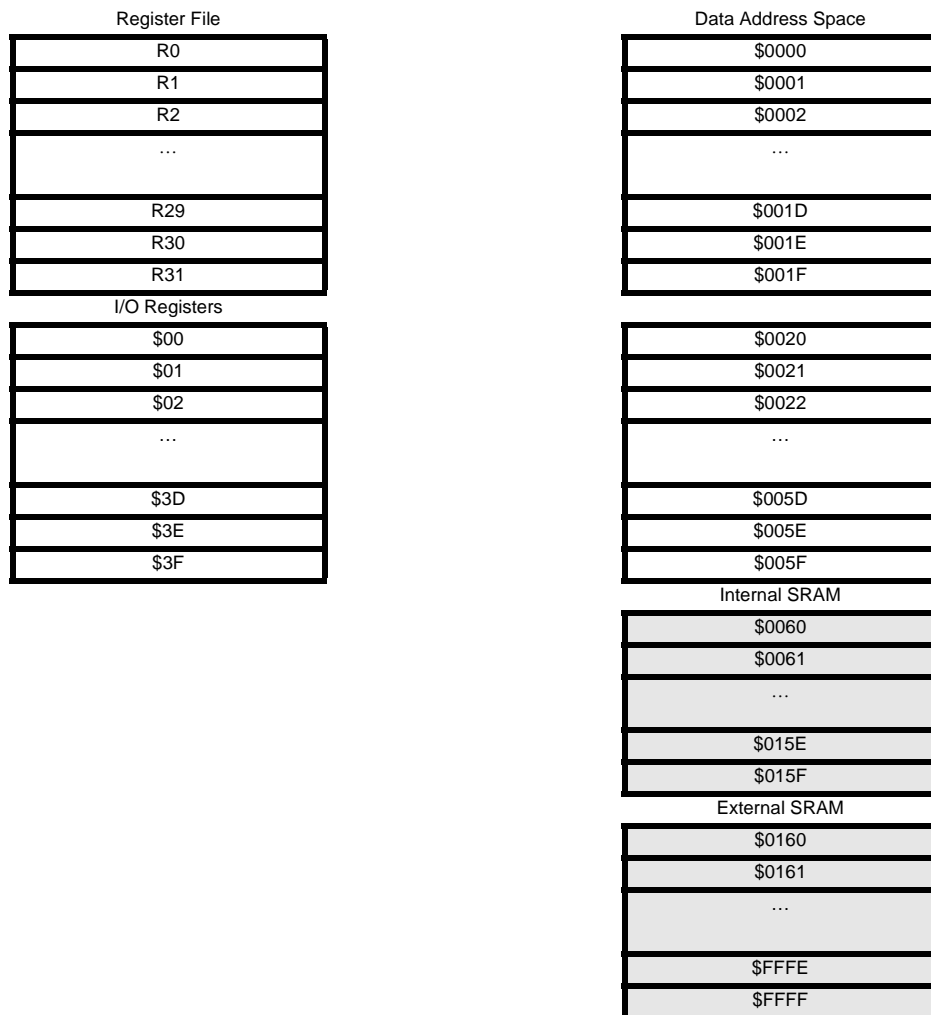 Register File
Data Address Space
R0
$0000
R1
$0001
R2
$0002
…
…
R29
$001D
R30
$001E
R31
$001F
I/O Registers
$00
$0020
$01
$0021
$02
$0022
…
…
$3D
$005D
$3E
$005E
$3F
$005F
Internal SRAM
$0060
$0061
…
$015E
$015F
External SRAM
$0160
$0161
…
$FFFE
$FFFF